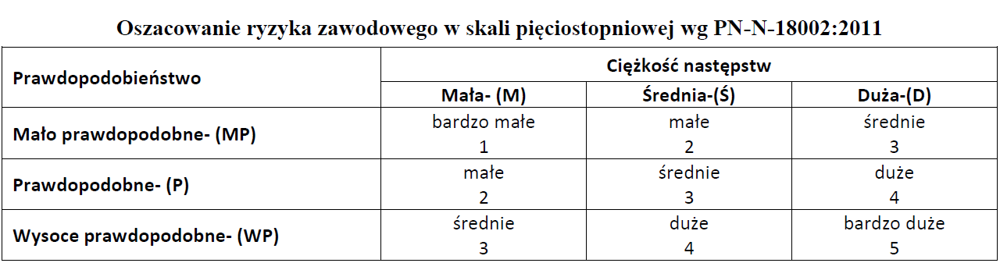 Oszacowanie ryzyka zawodowego w skali pięciostopniowej wg PN-N-18002:2011
Prawdopodobieństwo
Ciężkość następstw
Mała- (M)
Średnia-(Ś)
Duża-(D)
Mało prawdopodobne- (MP)
bardzo małe
1
małe
2
średnie
3
Prawdopodobne- (P)
małe
2
średnie
3
duże
4
Wysoce prawdopodobne- (WP)
średnie
3
duże
4
bardzo duże
5